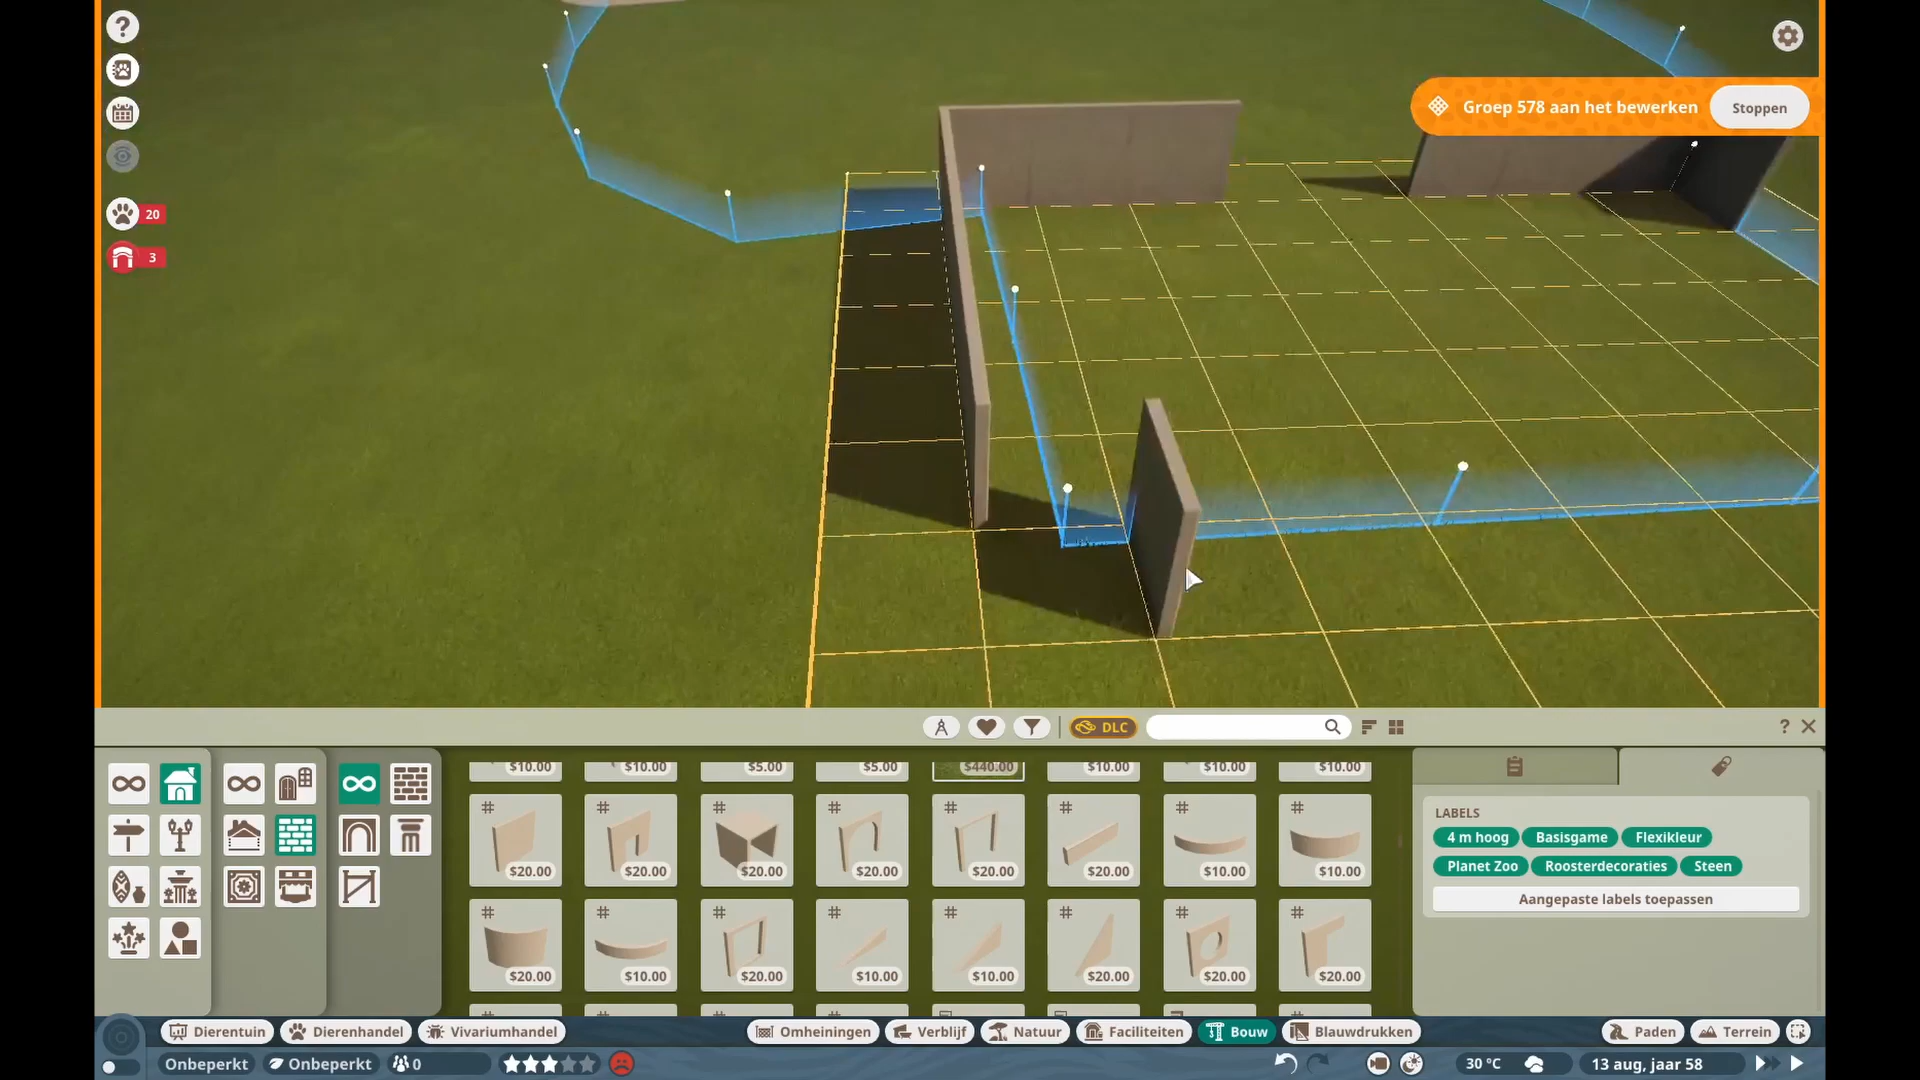 ?
Groep 578 aan het bewerken
Stoppen
20
3
DLC
?
$10.00 $10.00 $5.00 $5.00 $440.00 $10.00 $10.00 $10.00
# # # # # # # #
$20.00 $20.00 $20.00 $20.00 $20.00 $20.00 $10.00 $10.00
# # # # # # # #
$20.00 $10.00 $20.00 $10.00 $10.00 $20.00 $20.00 $20.00
LABELS
4 m hoog Basisgame Flexikleur
Planet Zoo Roosterdecoraties Steen
Aangepaste labels toepassen
Dierentuin Dierenhandel Vivariumhandel Omheiningen Verblijf Natuur Faciliteiten Bouw Blauwdrukken Paden Terrein
Onbeperkt Onbeperkt 0 30 °C 13 aug, jaar 58